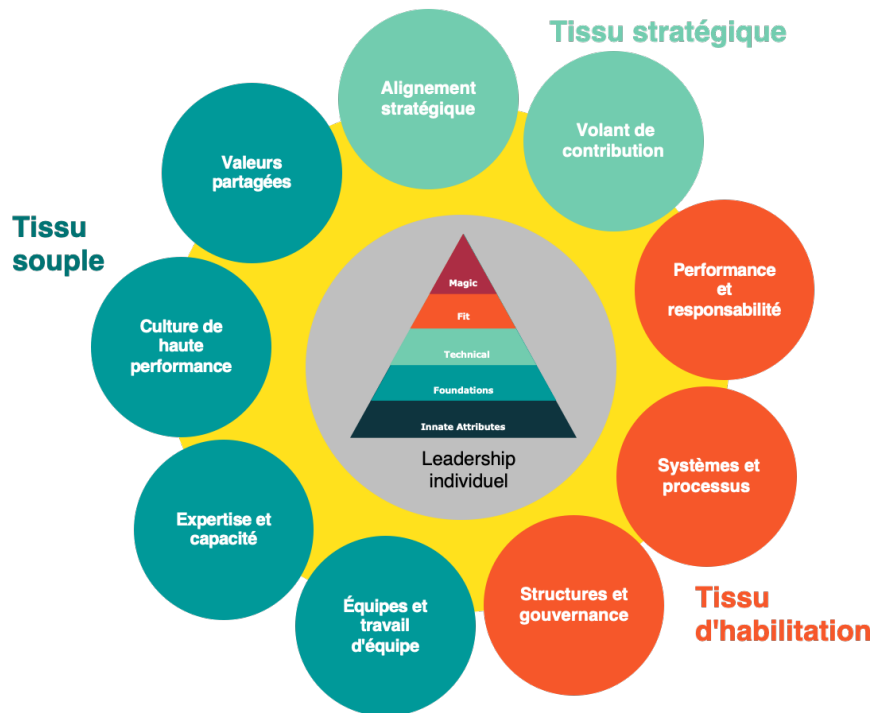 Tissu stratégique
Alignement
stratégique
Volant de
contribution
Valeurs
partagées
Tissu
souple
Performance
et
responsabilité
Culture de
haute
performance
Magic
Fit
Technical
Foundations
Innate Attributes
Leadership
individuel
Systèmes et
processus
Expertise et
capacité
Structures et
gouvernance
Équipes et
travail
d'équipe
Tissu
d'habilitation